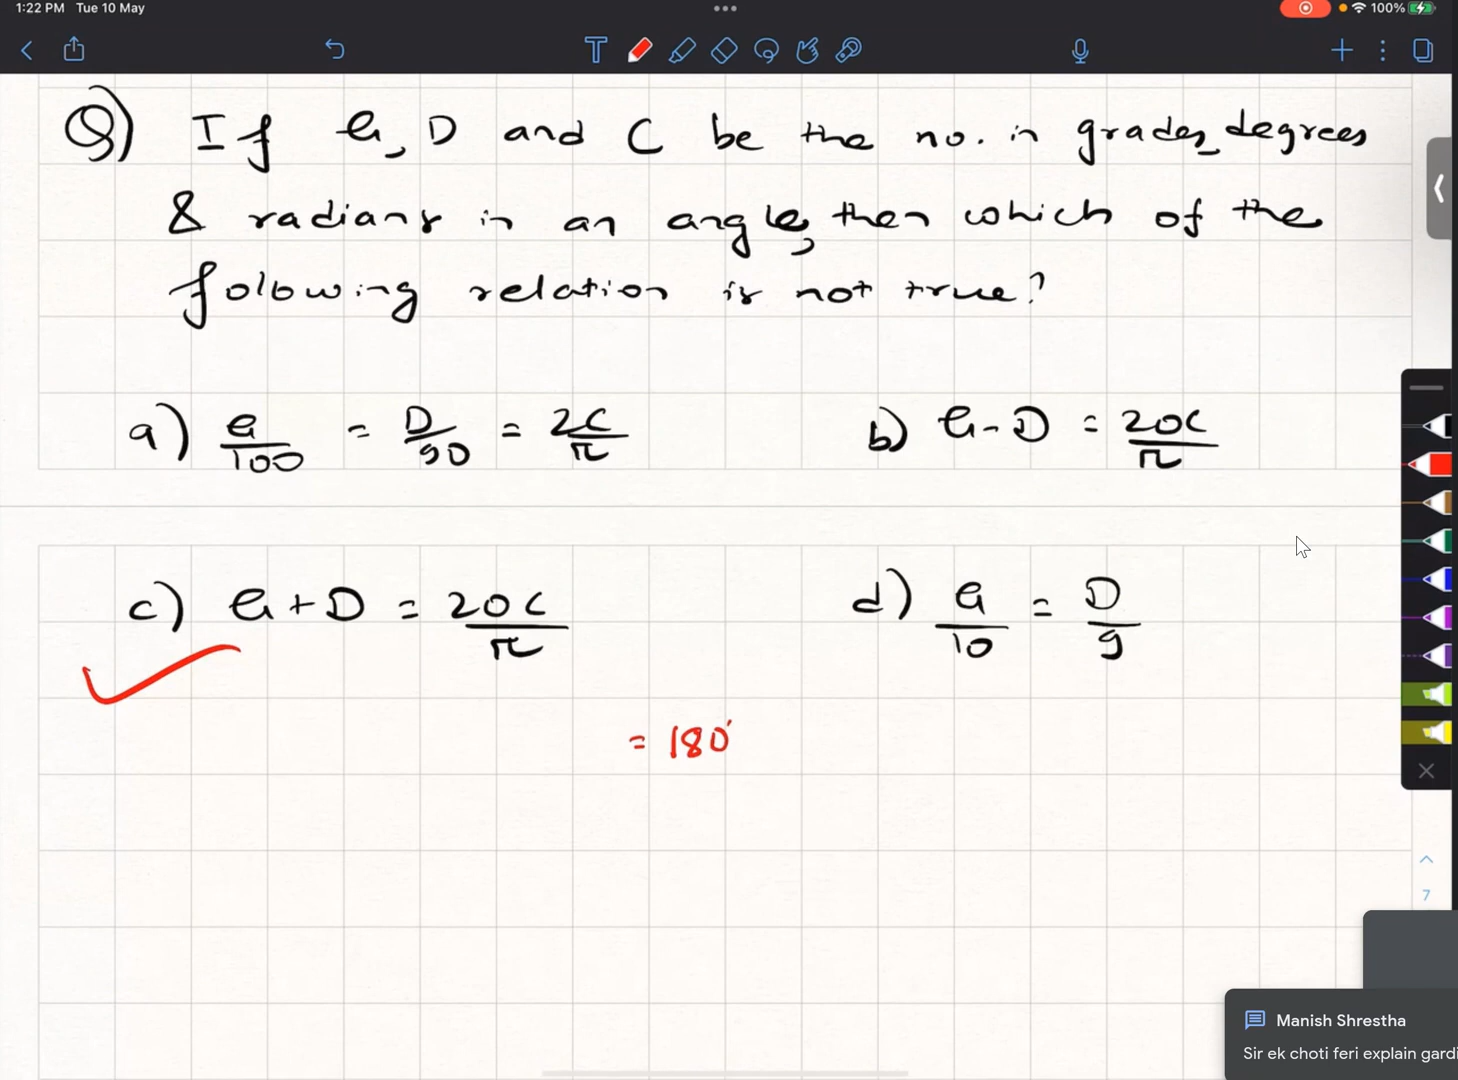 1:22 PM Tue 10 May
100%
Q) If G, D and C be the no. in grades, degrees
& radians in an angle, then which of the
following relation is not true?
a) G/100 = D/90 = 2C/π
b) G - D = 20C/π
c) G + D = 20C/π
d) G/10 = D/9
= 180°
7
Manish Shrestha
Sir ek choti feri explain gardi